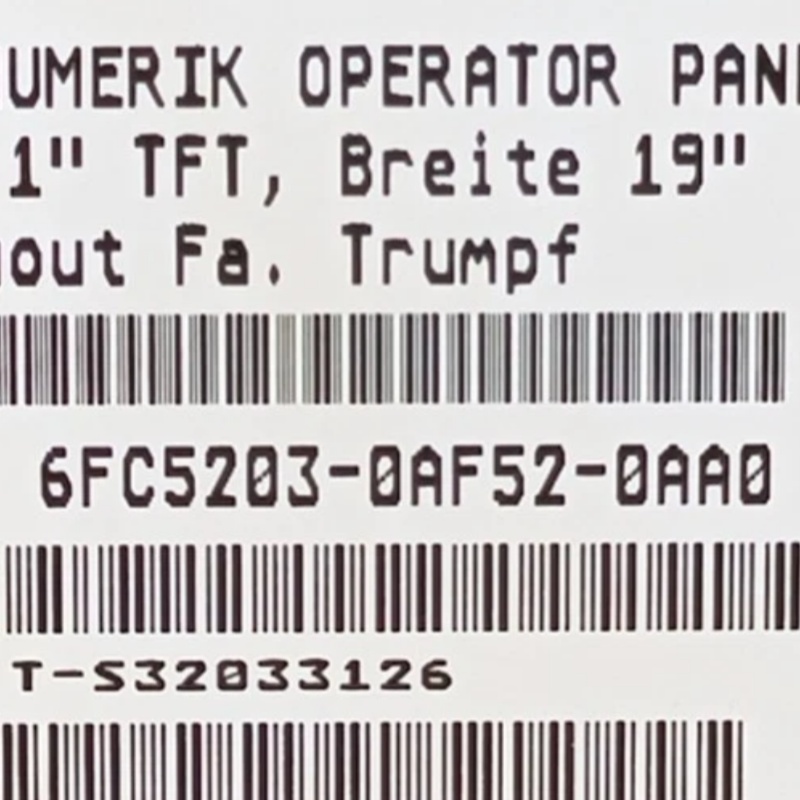 UMERIK OPERATOR PAN
1" TFT, Breite 19"
out Fa. Trumpf
6FC5203-0AF52-0AA0
T-S32033126